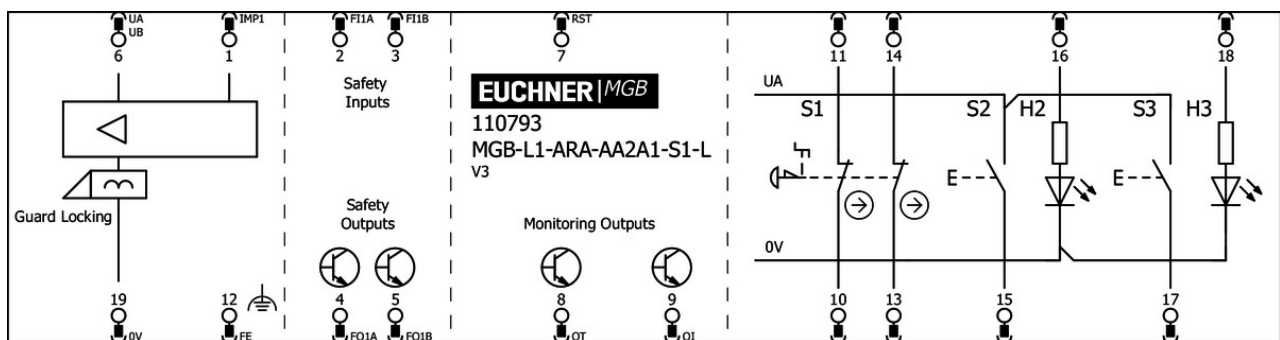 UA
UB
IMP1
FI1A
FI1B
RST
6
1
2
3
7
11
14
16
18
Safety
Inputs
EUCHNER MGB
110793
MGB-L1-ARA-AA2A1-S1-L
V3
UA
S1
S2
H2
S3
H3
E
E
Guard Locking
Safety
Outputs
Monitoring Outputs
0V
19
12
4
5
8
9
10
13
15
17
0V
FE
FO1A
FO1B
OT
OI